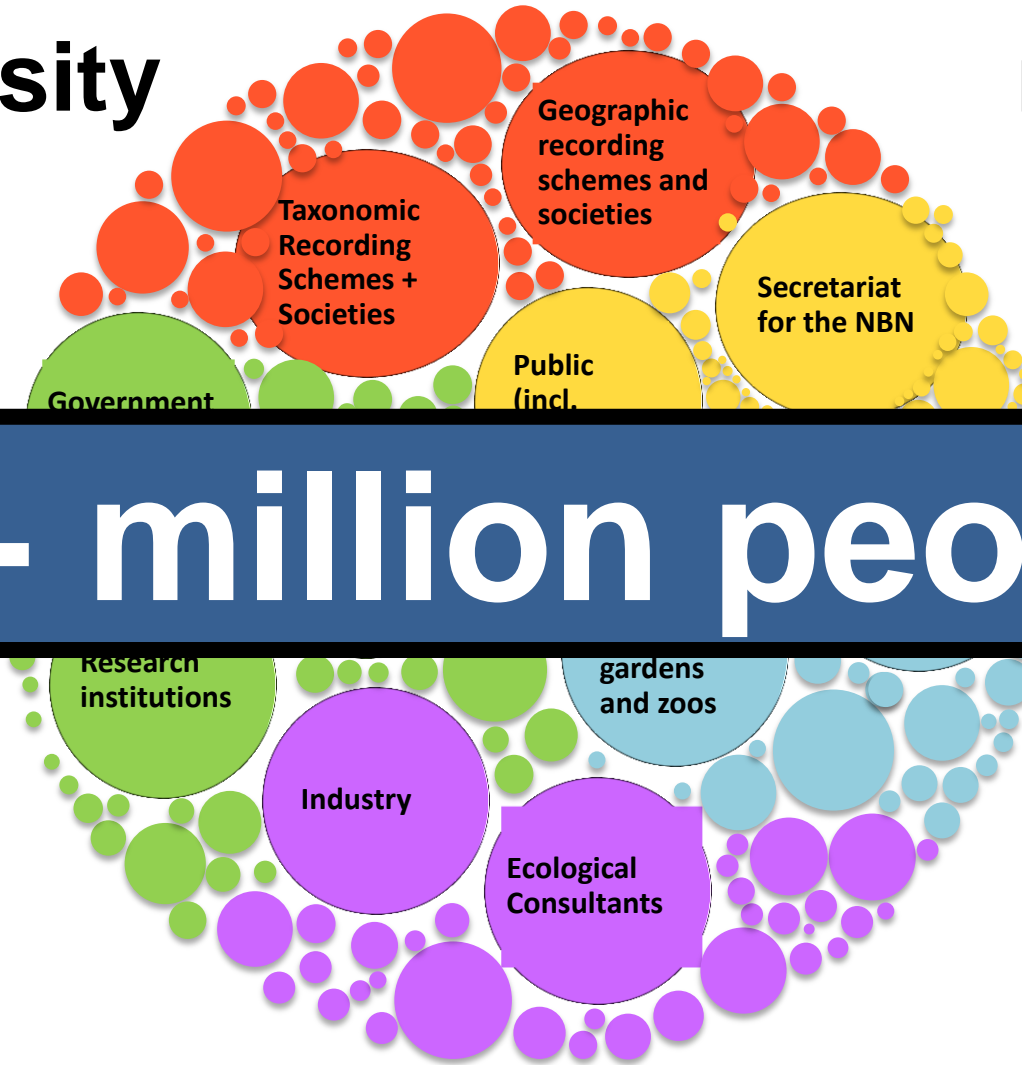 sity
Geographic
recording
schemes and
societies
Taxonomic
Recording
Schemes +
Societies
Secretariat
for the NBN
Public
(incl.
Government
million peo
Research
institutions
gardens
and zoos
Industry
Ecological
Consultants